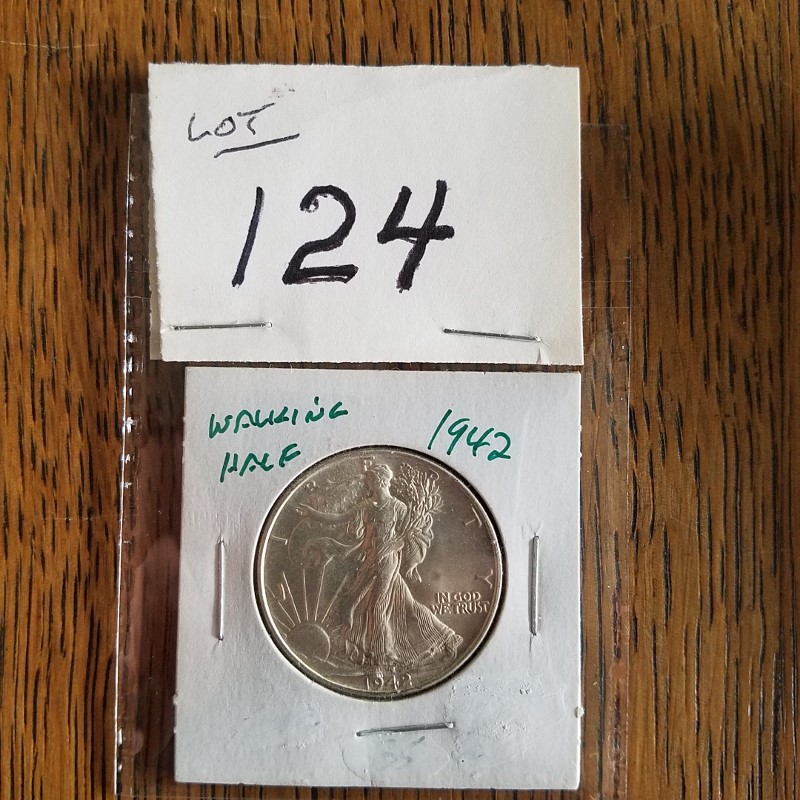 LOT
124
WALKING
HALF
1942
LIBERTY
IN GOD
WE TRUST
1942